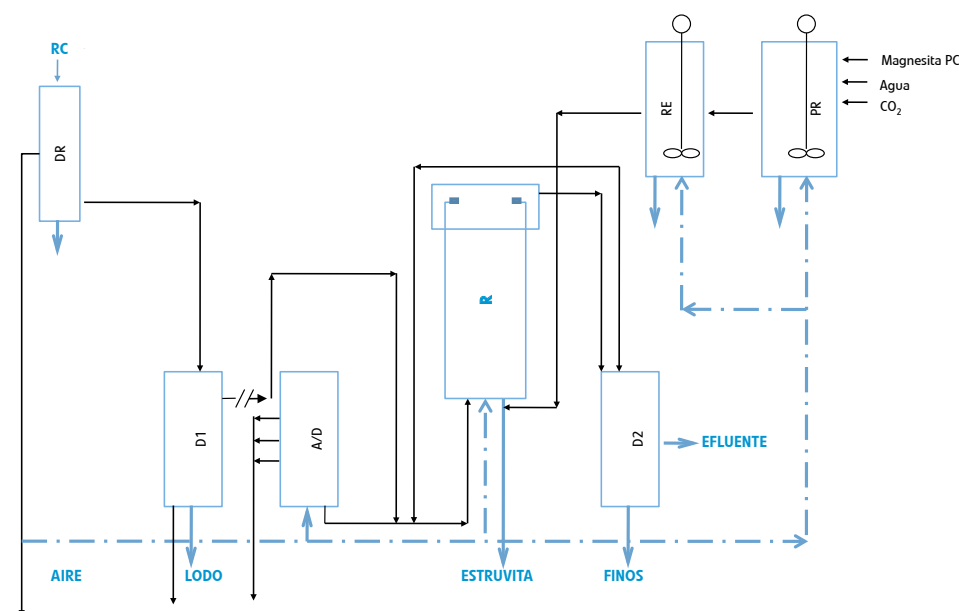 RC
DR
RE
PR
Magnesita PC
Agua
CO₂
R
D1
A/D
D2
EFLUENTE
AIRE
LODO
ESTRUVITA
FINOS